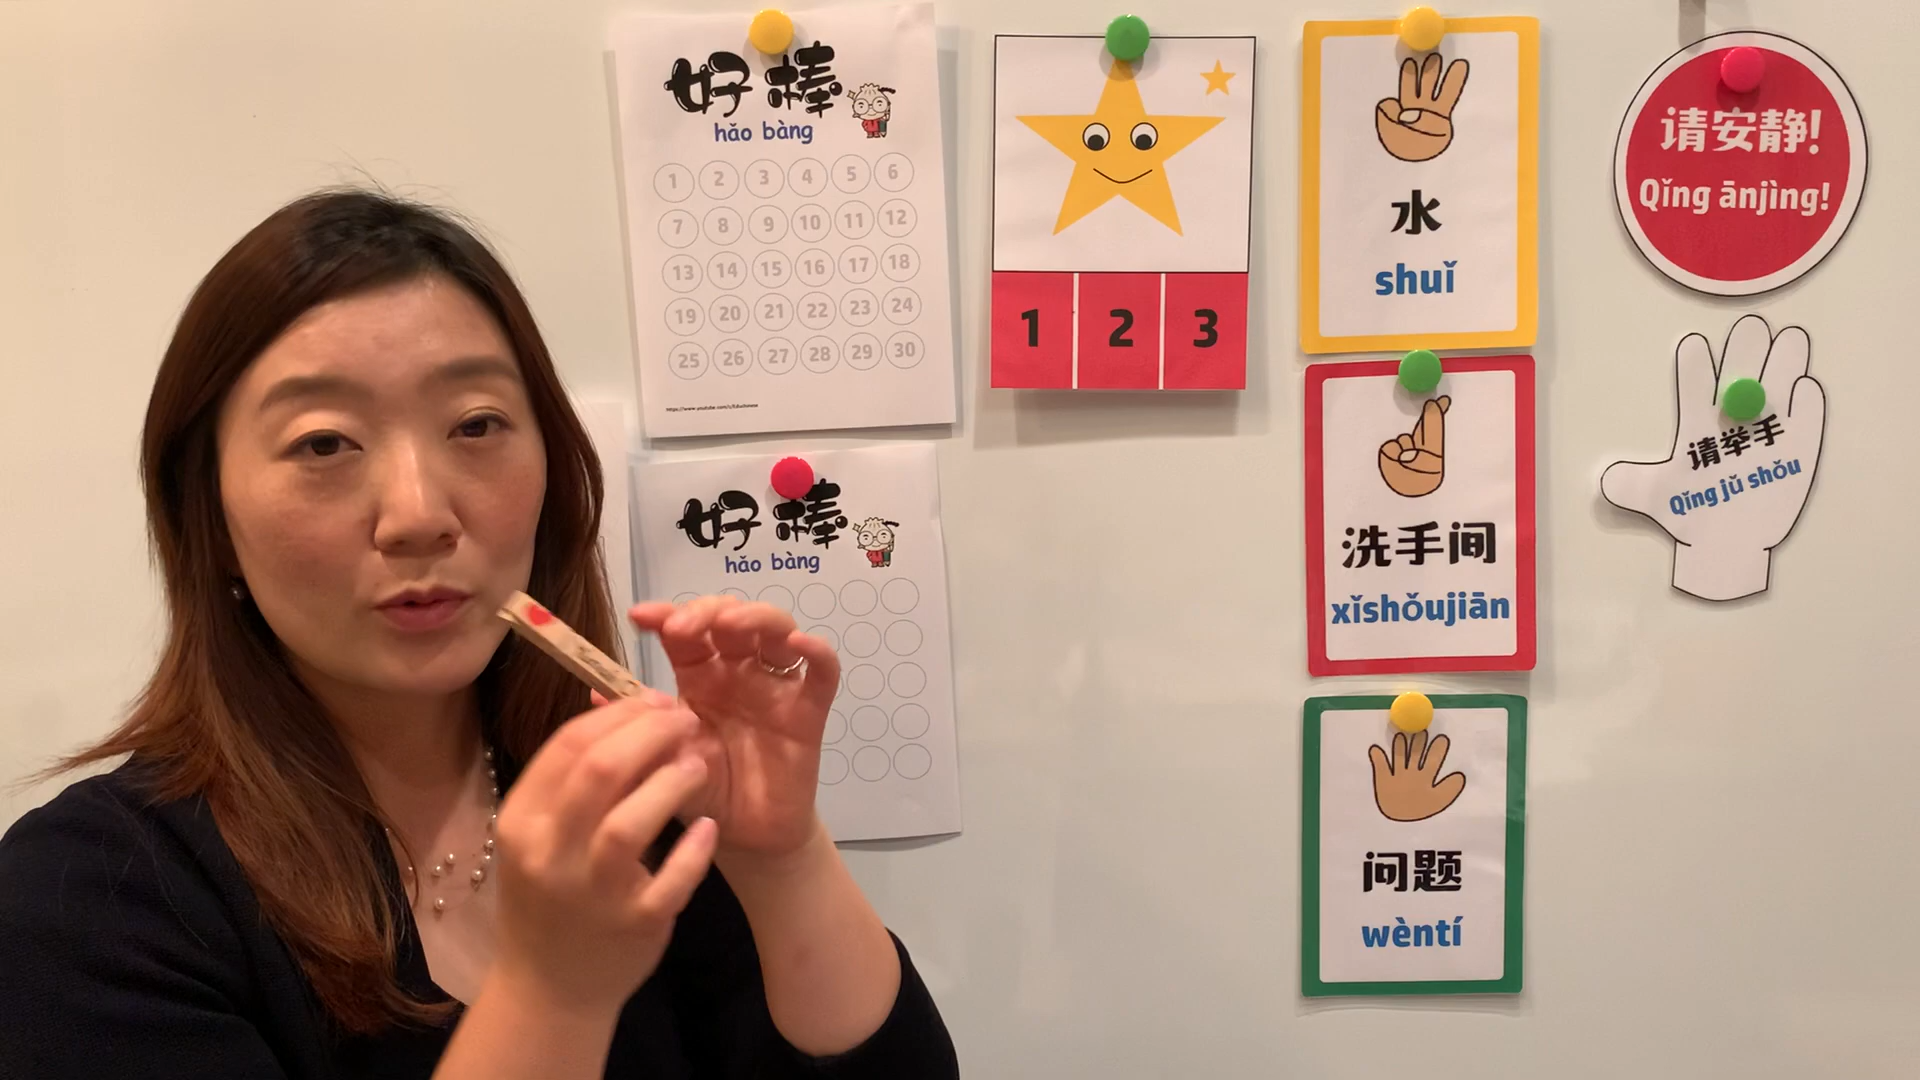 好棒
hǎo bàng
1 2 3 4 5 6
7 8 9 10 11 12
13 14 15 16 17 18
19 20 21 22 23 24
25 26 27 28 29 30
好棒
hǎo bàng
1 2 3
水
shuǐ
洗手间
xǐshǒujiān
问题
wèntí
请安静!
Qǐng ānjìng!
请举手
Qǐng jǔ shǒu